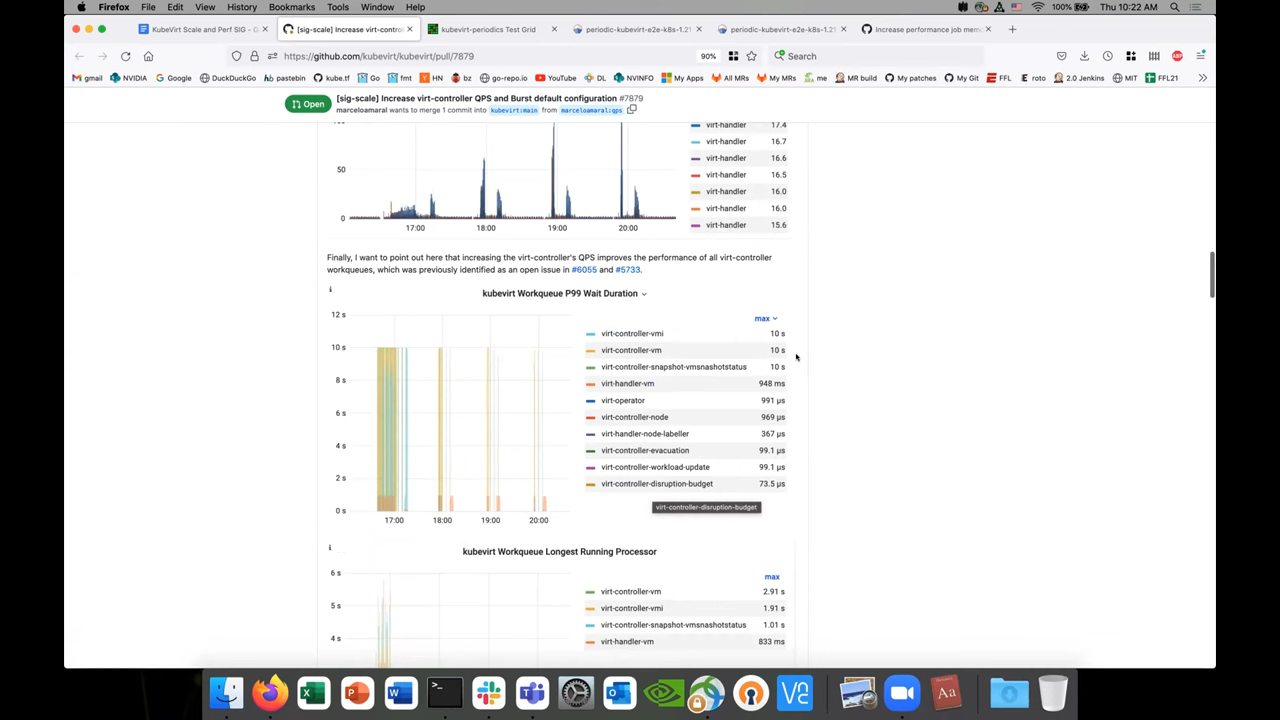 Firefox File Edit View History Bookmarks Tools Window Help
100% Thu 10:22 AM
KubeVirt Scale and Perf SIG - G
[sig-scale] Increase virt-contro
kubevirt-periodics Test Grid
periodic-kubevirt-e2e-k8s-1.21
periodic-kubevirt-e2e-k8s-1.21
Increase performance job mem
https://github.com/kubevirt/kubevirt/pull/7879
90%
Search
gmail NVIDIA Google DuckDuckGo pastebin kube.tf Go fmt HN bz go-repo.io YouTube DL NVINFO My Apps All MRs My MRs me MR build My patches My Git FFL eroto 2.0 Jenkins MIT FFL21
Open
[sig-scale] Increase virt-controller QPS and Burst default configuration #7879
marceloamaral wants to merge 1 commit into kubevirt:main from marceloamaral:qps
50
0
17:00 18:00 19:00 20:00
virt-handler 17.4
virt-handler 16.7
virt-handler 16.6
virt-handler 16.5
virt-handler 16.0
virt-handler 16.0
virt-handler 15.6
Finally, I want to point out here that increasing the virt-controller's QPS improves the performance of all virt-controller
workqueues, which was previously identified as an open issue in #6055 and #5733.
kubevirt Workqueue P99 Wait Duration
12 s
10 s
8 s
6 s
4 s
2 s
0 s
17:00 18:00 19:00 20:00
max
virt-controller-vmi 10 s
virt-controller-vm 10 s
virt-controller-snapshot-vmsnashotstatus 10 s
virt-handler-vm 948 ms
virt-operator 991 µs
virt-controller-node 969 µs
virt-handler-node-labeller 367 µs
virt-controller-evacuation 99.1 µs
virt-controller-workload-update 99.1 µs
virt-controller-disruption-budget 73.5 µs
virt-controller-disruption-budget
kubevirt Workqueue Longest Running Processor
6 s
5 s
4 s
max
virt-controller-vm 2.91 s
virt-controller-vmi 1.91 s
virt-controller-snapshot-vmsnashotstatus 1.01 s
virt-handler-vm 833 ms